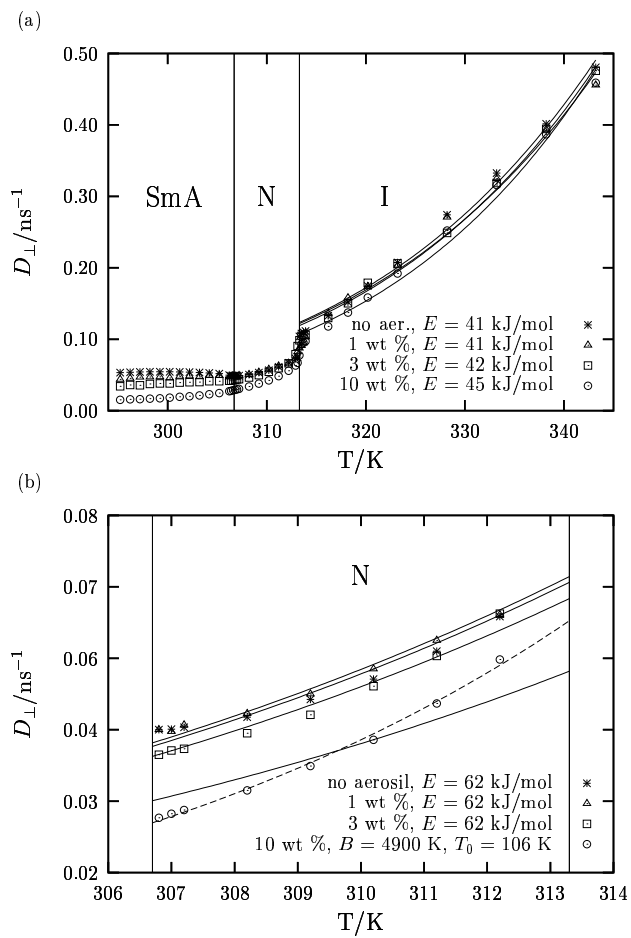 (a)
0.50
0.40
0.30
0.20
0.10
0.00
D⊥/ns⁻¹
SmA
N
I
no aer., E = 41 kJ/mol
1 wt %, E = 41 kJ/mol
3 wt %, E = 42 kJ/mol
10 wt %, E = 45 kJ/mol
300 310 320 330 340
T/K
(b)
0.08
0.07
0.06
0.05
0.04
0.03
0.02
D⊥/ns⁻¹
N
no aerosil, E = 62 kJ/mol
1 wt %, E = 62 kJ/mol
3 wt %, E = 62 kJ/mol
10 wt %, B = 4900 K, T₀ = 106 K
306 307 308 309 310 311 312 313 314
T/K